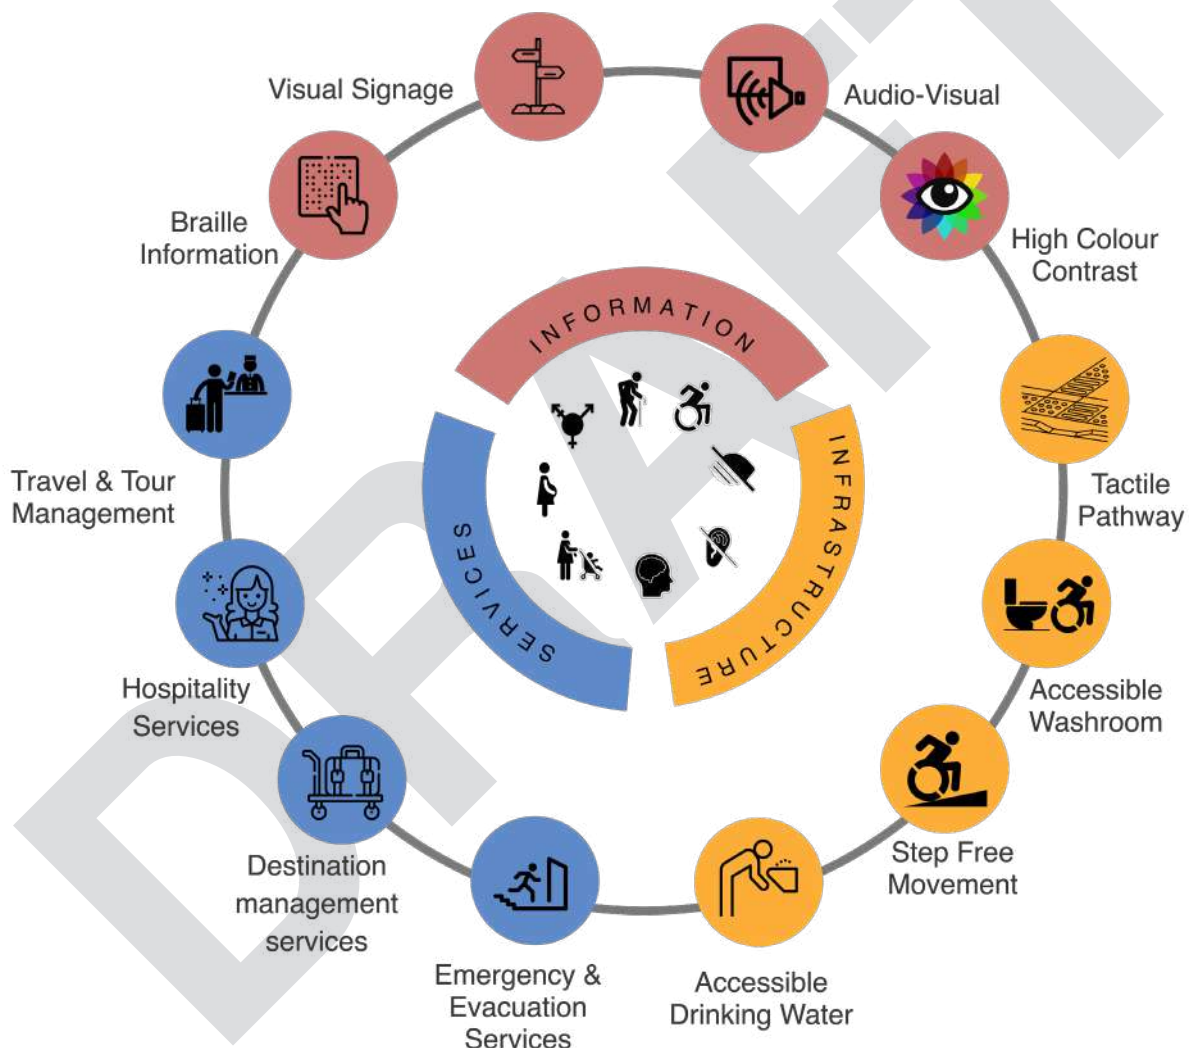 Visual Signage
Audio-Visual
Braille
Information
High Colour
Contrast
INFORMATION
INFRASTRUCTURE
SERVICES
Travel & Tour
Management
Tactile
Pathway
Hospitality
Services
Accessible
Washroom
Destination
management
services
Step Free
Movement
Emergency &
Evacuation
Services
Accessible
Drinking Water
DRAFT